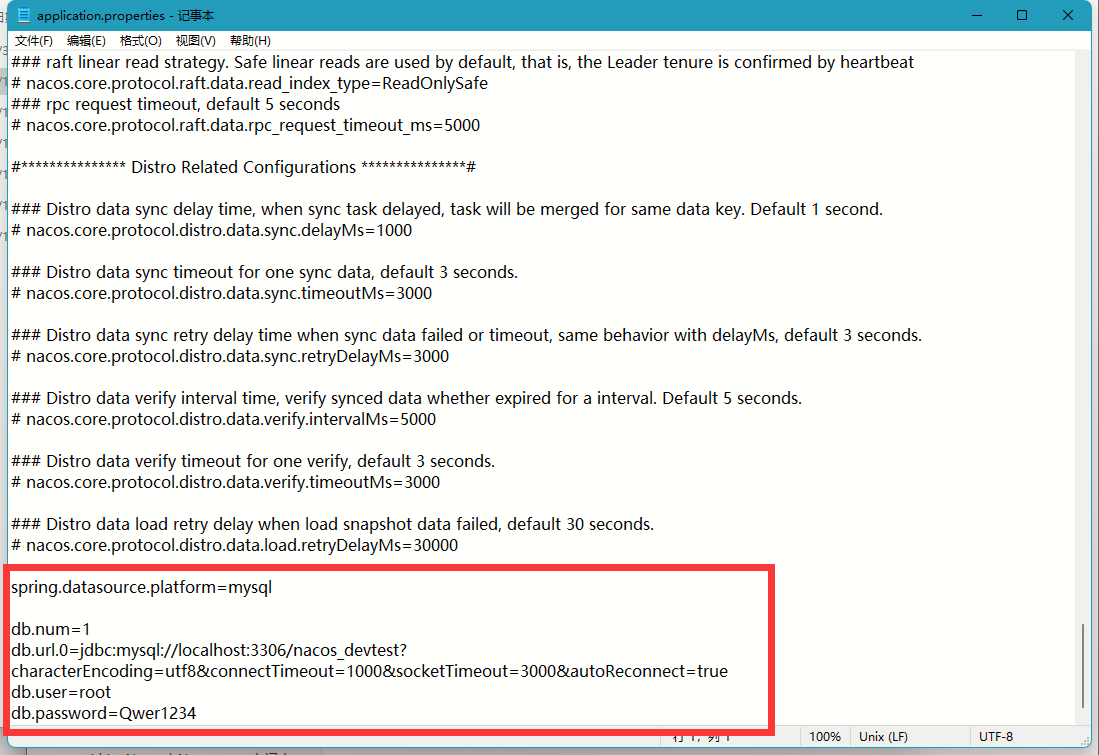 application.properties - 记事本
文件(F) 编辑(E) 格式(O) 视图(V) 帮助(H)
### raft linear read strategy. Safe linear reads are used by default, that is, the Leader tenure is confirmed by heartbeat
# nacos.core.protocol.raft.data.read_index_type=ReadOnlySafe
### rpc request timeout, default 5 seconds
# nacos.core.protocol.raft.data.rpc_request_timeout_ms=5000
#*************** Distro Related Configurations ***************#
### Distro data sync delay time, when sync task delayed, task will be merged for same data key. Default 1 second.
# nacos.core.protocol.distro.data.sync.delayMs=1000
### Distro data sync timeout for one sync data, default 3 seconds.
# nacos.core.protocol.distro.data.sync.timeoutMs=3000
### Distro data sync retry delay time when sync data failed or timeout, same behavior with delayMs, default 3 seconds.
# nacos.core.protocol.distro.data.sync.retryDelayMs=3000
### Distro data verify interval time, verify synced data whether expired for a interval. Default 5 seconds.
# nacos.core.protocol.distro.data.verify.intervalMs=5000
### Distro data verify timeout for one verify, default 3 seconds.
# nacos.core.protocol.distro.data.verify.timeoutMs=3000
### Distro data load retry delay when load snapshot data failed, default 30 seconds.
# nacos.core.protocol.distro.data.load.retryDelayMs=30000
spring.datasource.platform=mysql
db.num=1
db.url.0=jdbc:mysql://localhost:3306/nacos_devtest?
characterEncoding=utf8&connectTimeout=1000&socketTimeout=3000&autoReconnect=true
db.user=root
db.password=Qwer1234
行 1, 列 1 100% Unix (LF) UTF-8